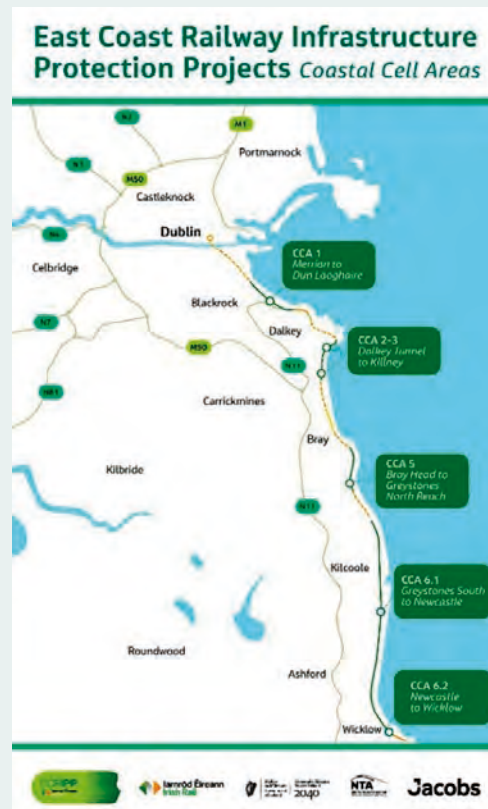 East Coast Railway Infrastructure
Protection Projects Coastal Cell Areas
N2
M1
Portmarnock
N3
M50
Castleknock
Dublin
N4
Celbridge
CCA 1
Merrion to
Dun Laoghaire
Blackrock
Dalkey
N7
M50
N11
CCA 2-3
Dalkey Tunnel
to Killiney
N81
Carrickmines
Bray
Kilbride
CCA 5
Bray Head to
Greystones
North Beach
N11
Kilcoole
CCA 6.1
Greystones South
to Newcastle
Roundwood
Ashford
CCA 6.2
Newcastle
to Wicklow
Wicklow
ECRIPP
Iarnród Éireann
Irish Rail
2040
NTA
Jacobs